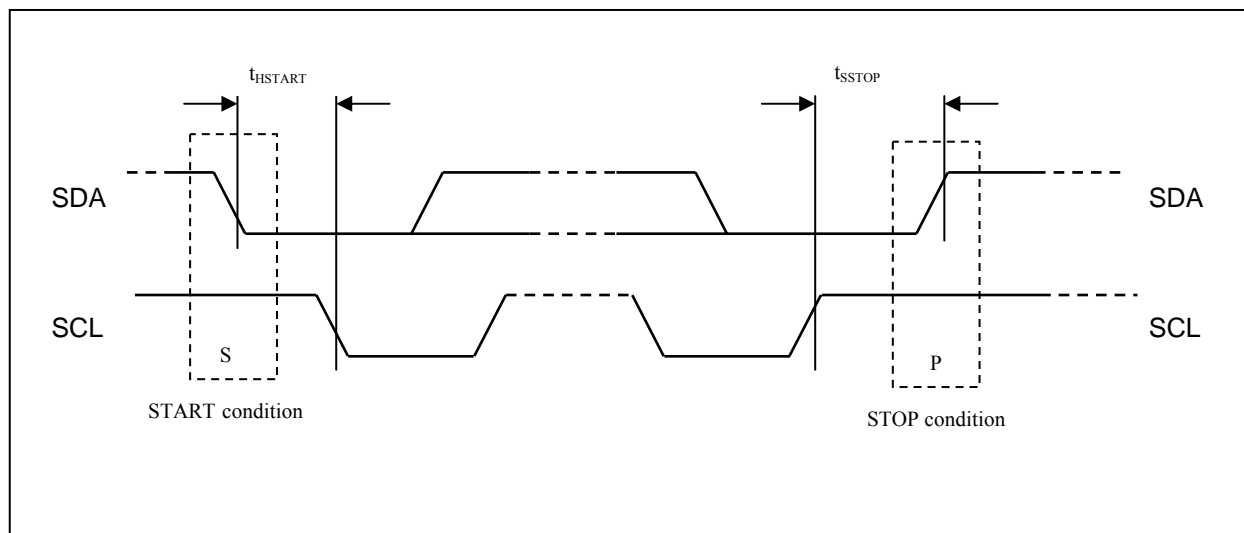 tHSTART
tSSTOP
SDA
SDA
SCL
SCL
S
P
START condition
STOP condition